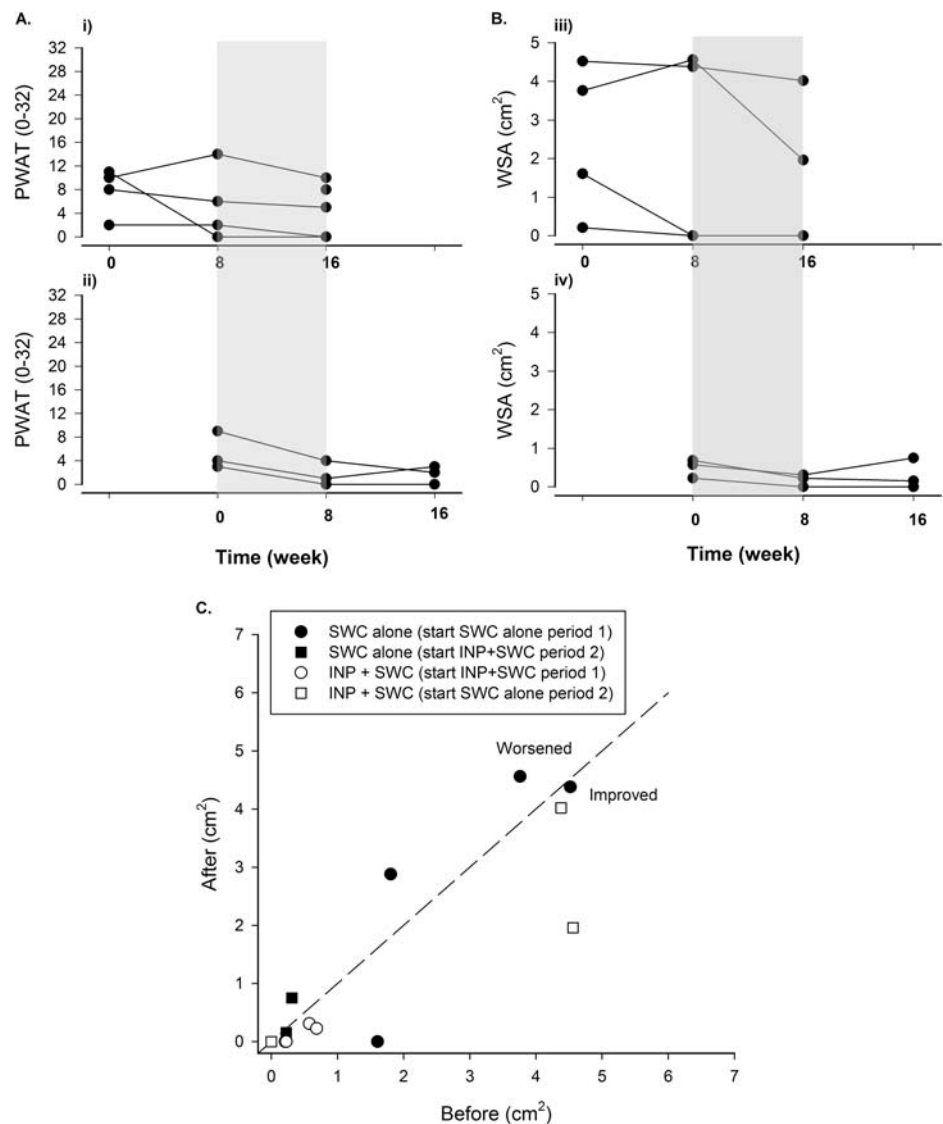 A.
i)
32
28
24
20
16
12
8
4
0
PWAT (0-32)
0
8
16
ii)
32
28
24
20
16
12
8
4
0
PWAT (0-32)
0
8
16
Time (week)
B.
iii)
5
4
3
2
1
0
WSA (cm²)
0
8
16
iv)
5
4
3
2
1
0
WSA (cm²)
0
8
16
Time (week)
C.
SWC alone (start SWC alone period 1)
SWC alone (start INP+SWC period 2)
INP + SWC (start INP+SWC period 1)
INP + SWC (start SWC alone period 2)
7
6
5
4
3
2
1
0
After (cm²)
Worsened
Improved
0 1 2 3 4 5 6 7
Before (cm²)